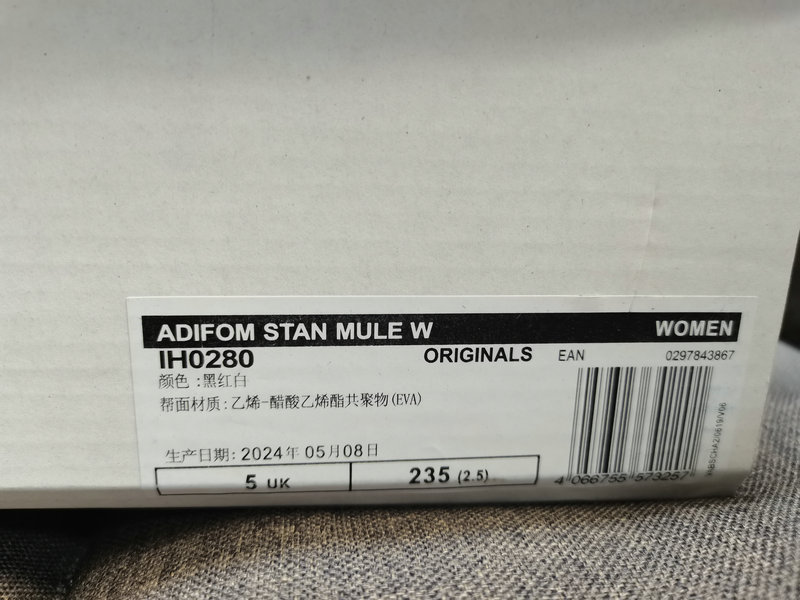 ADIFOM STAN MULE W WOMEN
IH0280 ORIGINALS EAN 0297843867
颜色:黑红白
帮面材质:乙烯-醋酸乙烯酯共聚物(EVA)
生产日期:2024年05月08日
5 UK 235 (2.5)
4 066755 573257